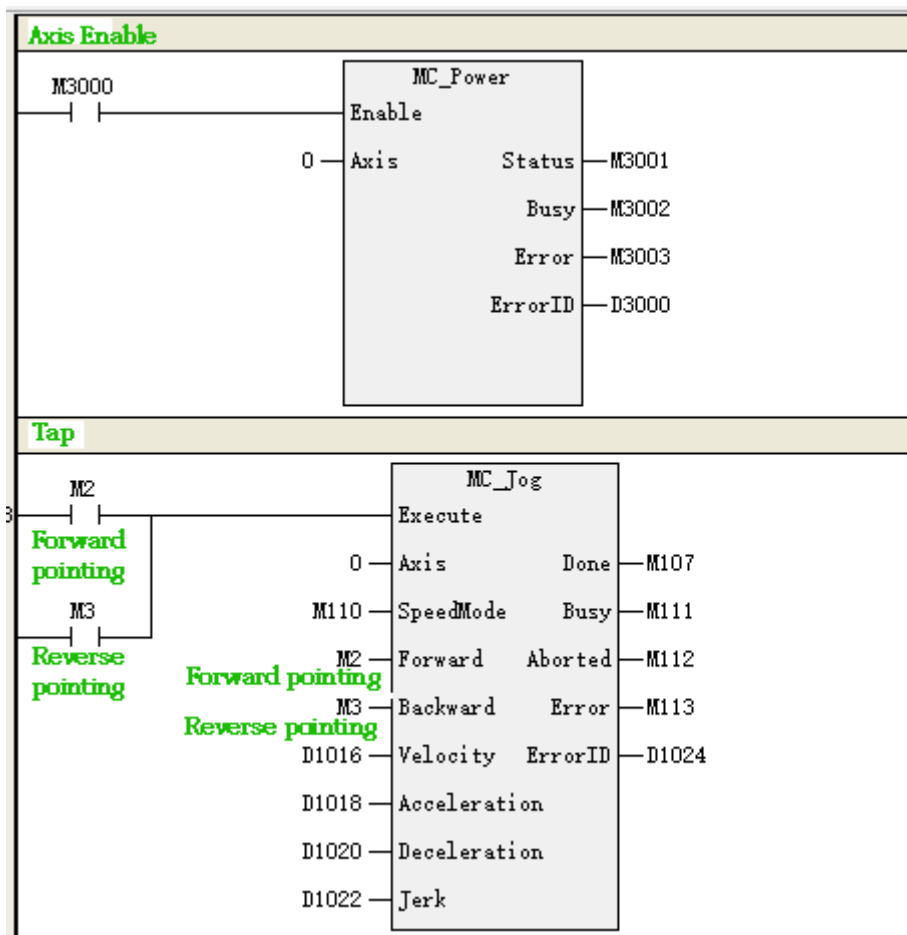 Axis Enable
M3000
MC_Power
Enable
0 Axis Status M3001
Busy M3002
Error M3003
ErrorID D3000
Tap
M2
MC_Jog
Execute
Forward
pointing
0 Axis Done M107
M3
M110 SpeedMode Busy M111
Reverse
pointing
M2 Forward Aborted M112
Forward pointing
M3 Backward Error M113
Reverse pointing
D1016 Velocity ErrorID D1024
D1018 Acceleration
D1020 Deceleration
D1022 Jerk